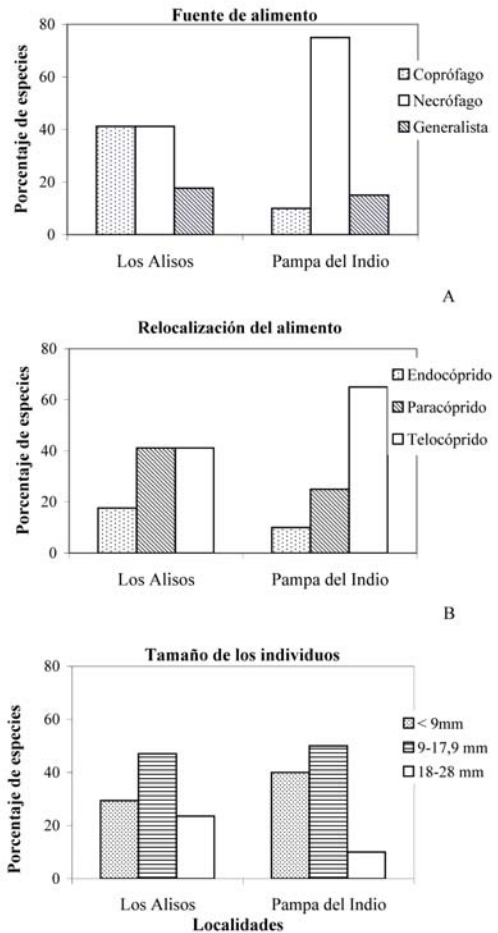 Fuente de alimento
Porcentaje de especies
80
60
40
20
0
Los Alisos
Pampa del Indio
Coprófago
Necrófago
Generalista
A
Relocalización del alimento
Porcentaje de especies
80
60
40
20
0
Los Alisos
Pampa del Indio
Endocóprido
Paracóprido
Telocóprido
B
Tamaño de los individuos
Porcentaje de especies
80
60
40
20
0
Los Alisos
Pampa del Indio
Localidades
< 9mm
9-17,9 mm
18-28 mm